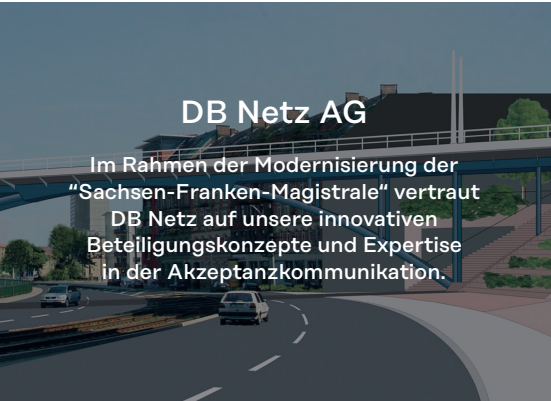 DB Netz AG
Im Rahmen der Modernisierung der
“Sachsen-Franken-Magistrale“ vertraut
DB Netz auf unsere innovativen
Beteiligungskonzepte und Expertise
in der Akzeptanzkommunikation.